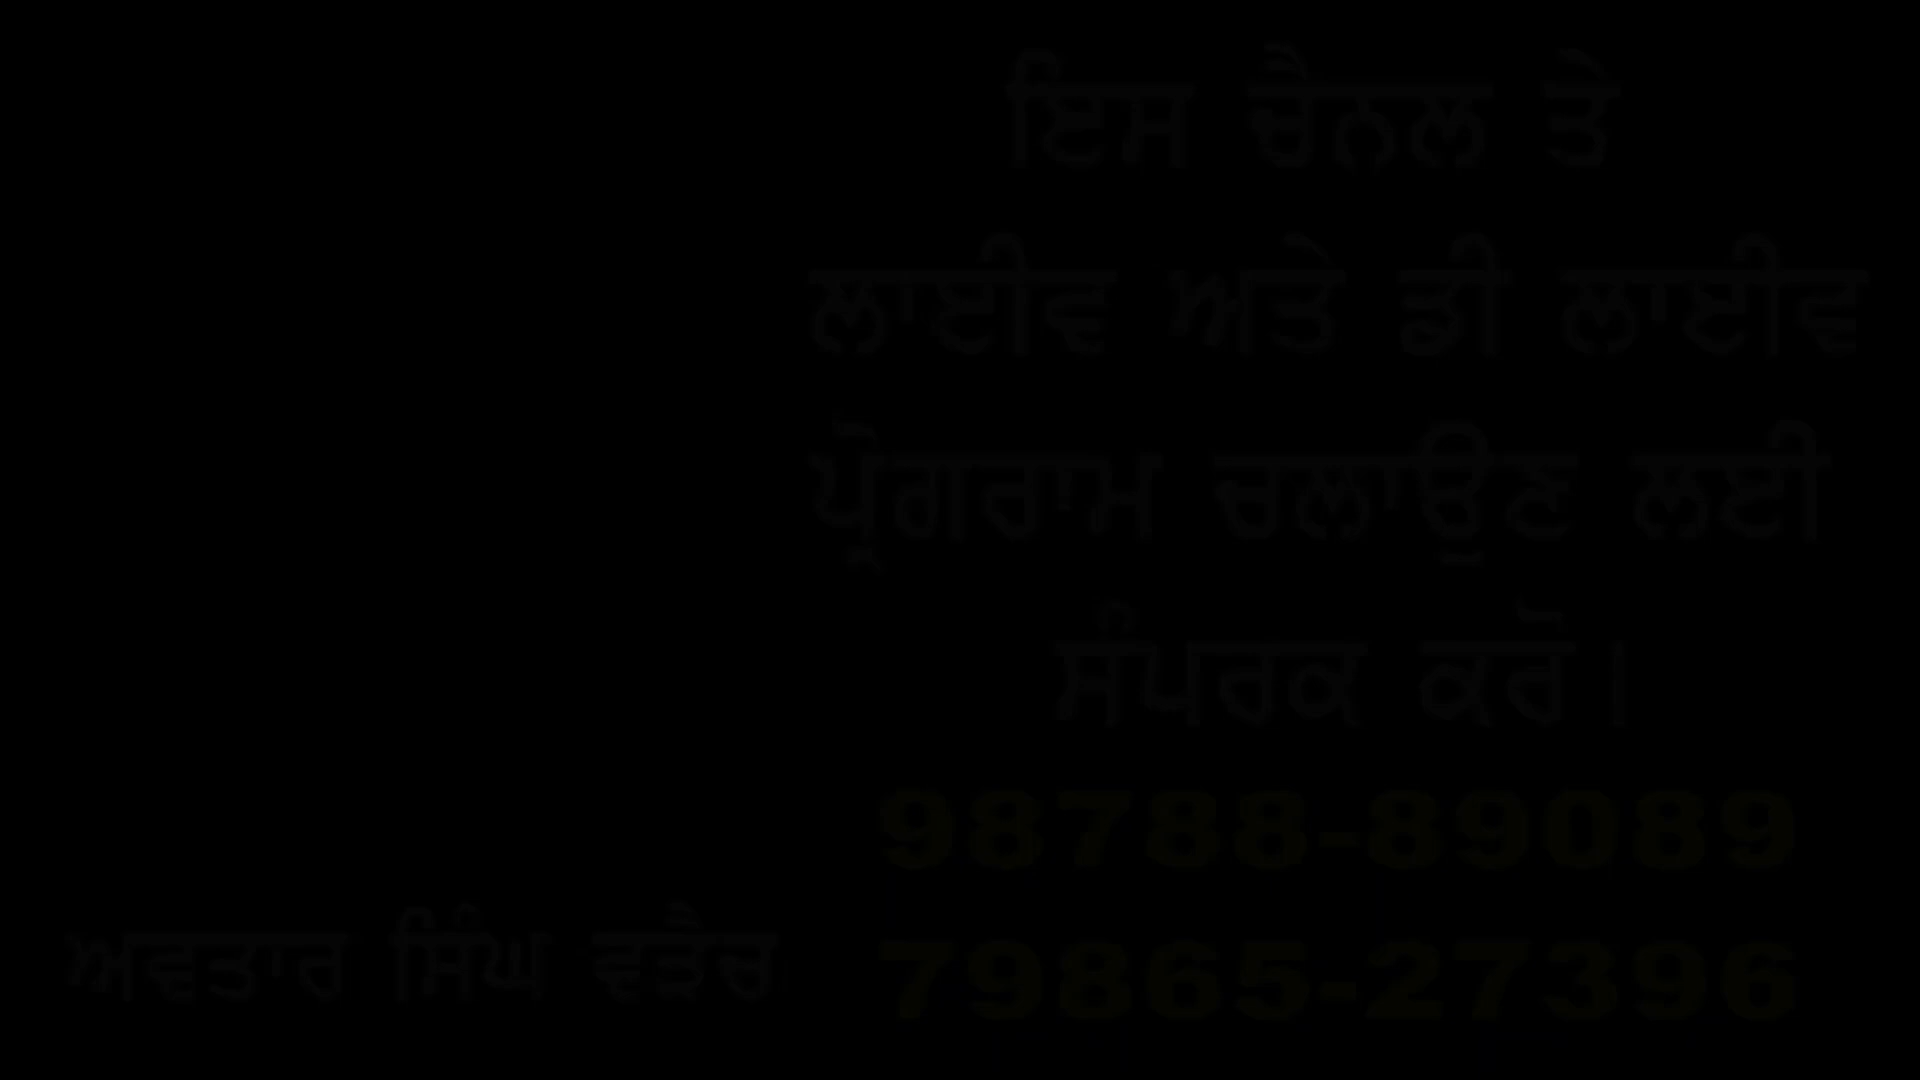 ਇਸ ਚੈਨਲ ਤੇ
ਲਾਈਵ ਅਤੇ ਡੀ ਲਾਈਵ
ਪ੍ਰੋਗਰਾਮ ਚਲਾਉਣ ਲਈ
ਸੰਪਰਕ ਕਰੋ।
98788-89089
79865-27396
ਅਵਤਾਰ ਸਿੰਘ ਵੜੈਚ